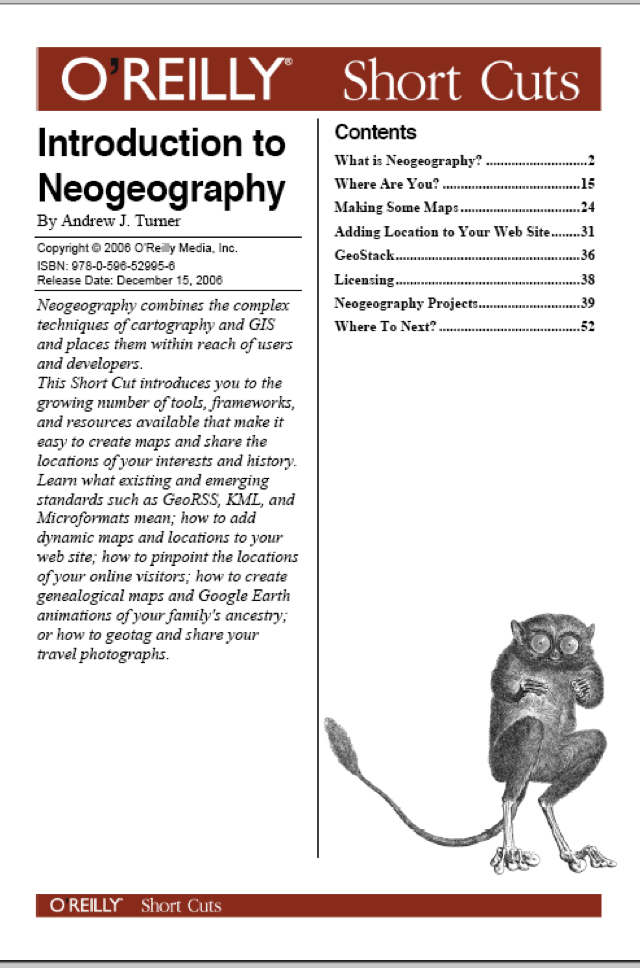 O'REILLY® Short Cuts
Introduction to
Neogeography
By Andrew J. Turner
Copyright © 2006 O'Reilly Media, Inc.
ISBN: 978-0-596-52995-6
Release Date: December 15, 2006
Neogeography combines the complex
techniques of cartography and GIS
and places them within reach of users
and developers.
This Short Cut introduces you to the
growing number of tools, frameworks,
and resources available that make it
easy to create maps and share the
locations of your interests and history.
Learn what existing and emerging
standards such as GeoRSS, KML, and
Microformats mean; how to add
dynamic maps and locations to your
web site; how to pinpoint the locations
of your online visitors; how to create
genealogical maps and Google Earth
animations of your family's ancestry;
or how to geotag and share your
travel photographs.
Contents
What is Neogeography? ............................2
Where Are You? ......................................15
Making Some Maps.................................24
Adding Location to Your Web Site........31
GeoStack...................................................36
Licensing...................................................38
Neogeography Projects............................39
Where To Next? .......................................52
O'REILLY® Short Cuts